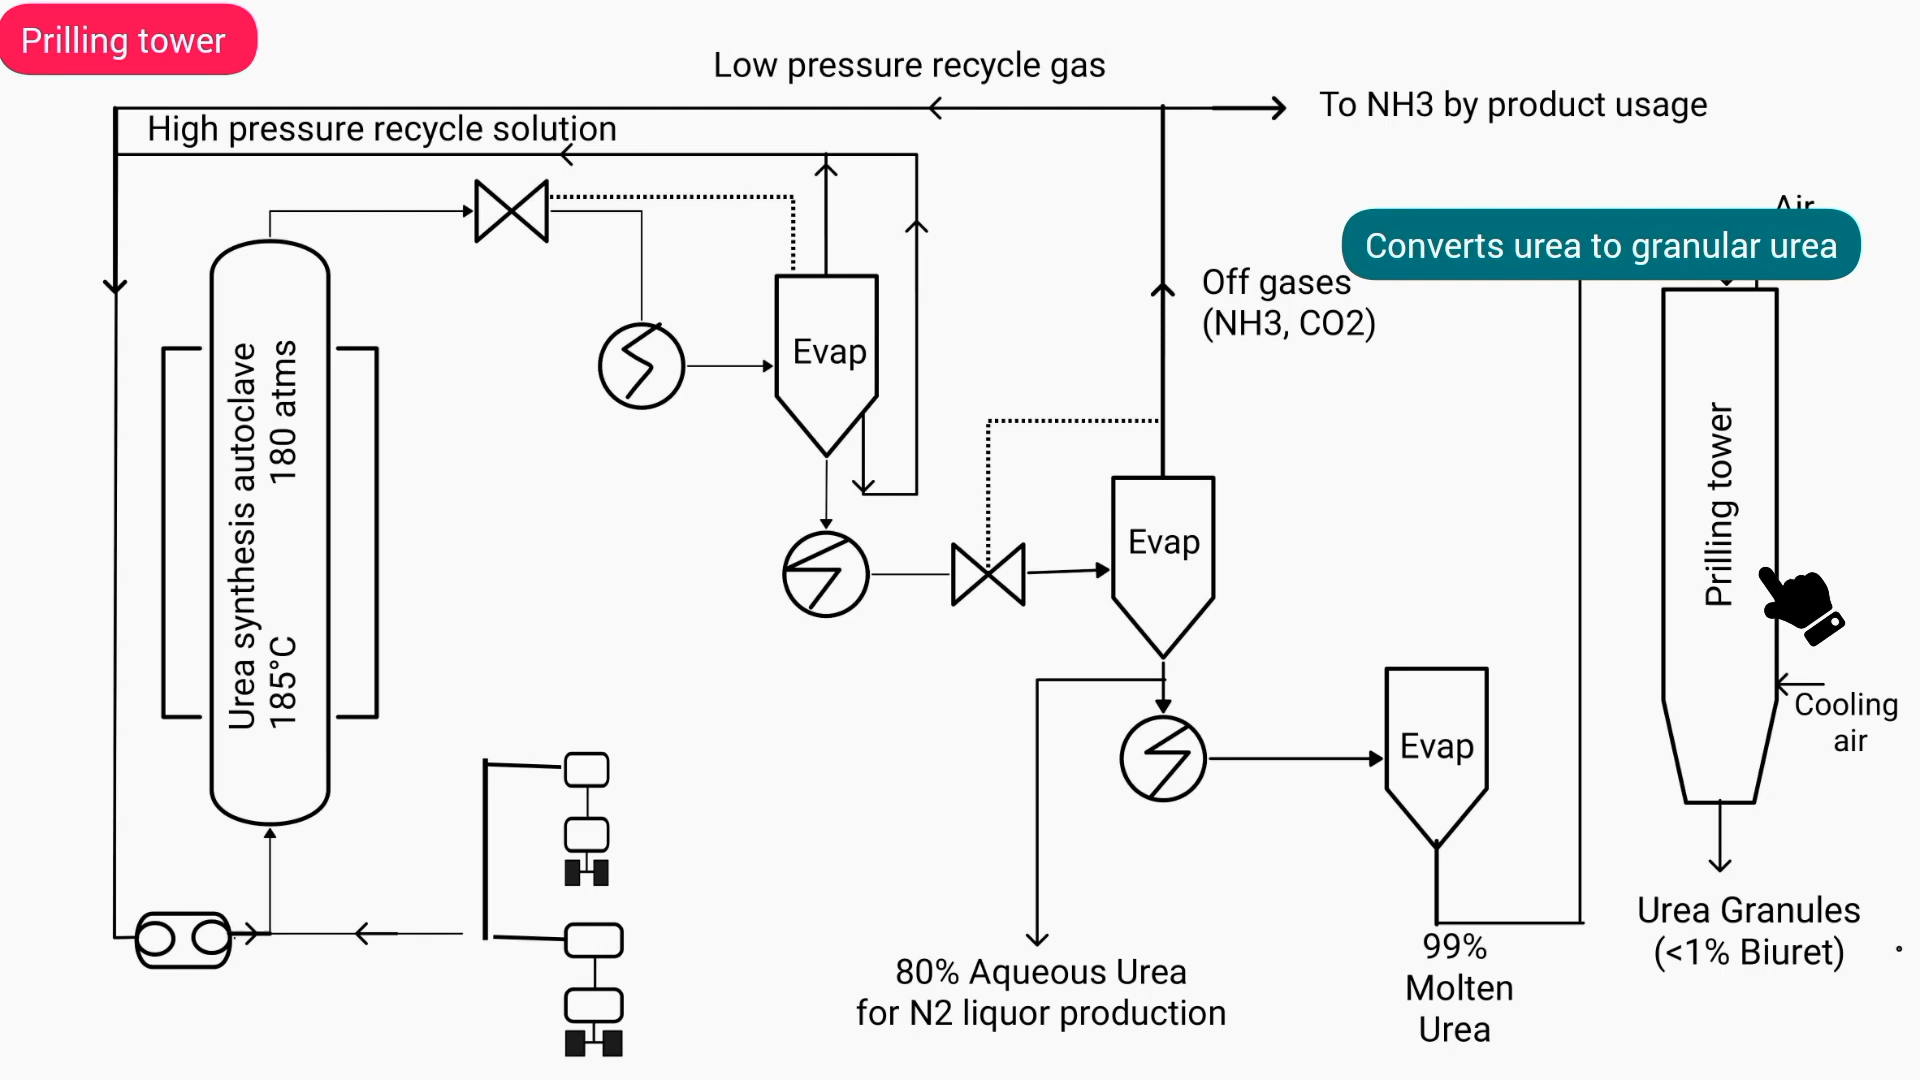 Prilling tower
Low pressure recycle gas
To NH3 by product usage
High pressure recycle solution
Air
Converts urea to granular urea
Off gases
(NH3, CO2)
Evap
Urea synthesis autoclave
185°C 180 atms
Evap
Prilling tower
Cooling
air
Evap
Urea Granules
(<1% Biuret)
80% Aqueous Urea
for N2 liquor production
99%
Molten
Urea